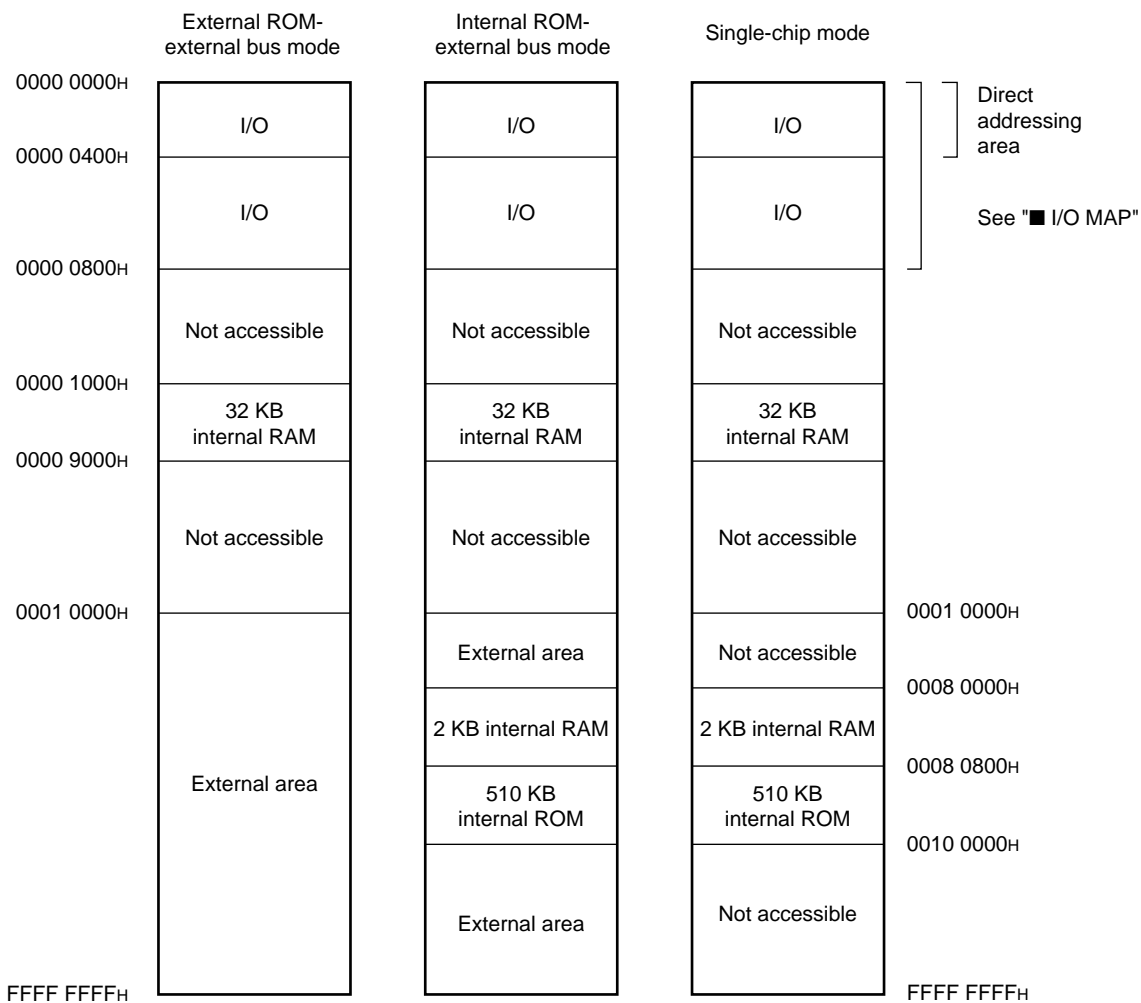 External ROM-
external bus mode
Internal ROM-
external bus mode
Single-chip mode
0000 0000H
I/O
I/O
I/O
Direct
addressing
area
0000 0400H
I/O
I/O
I/O
See "■ I/O MAP"
0000 0800H
Not accessible
Not accessible
Not accessible
0000 1000H
32 KB
internal RAM
32 KB
internal RAM
32 KB
internal RAM
0000 9000H
Not accessible
Not accessible
Not accessible
0001 0000H
0001 0000H
External area
External area
Not accessible
0008 0000H
2 KB internal RAM
2 KB internal RAM
0008 0800H
510 KB
internal ROM
510 KB
internal ROM
0010 0000H
External area
Not accessible
FFFF FFFFH
FFFF FFFFH